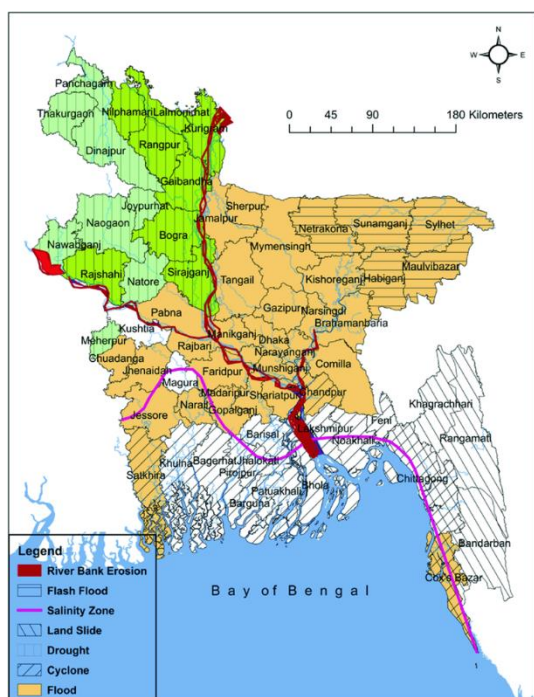 N
W E
S
0 45 90 180 Kilometers
Panchagarh
Thakurgaon
Nilphamari
Lalmonirhat
Kurigram
Dinajpur
Rangpur
Gaibandha
Joypurhat
Sherpur
Jamalpur
Netrakona
Sunamganj
Sylhet
Naogaon
Bogra
Mymensingh
Nawabganj
Maulvibazar
Rajshahi
Natore
Sirajganj
Tangail
Kishoreganj
Habiganj
Gazipur
Narsingdi
Pabna
Brahamanbaria
Kushtia
Meherpur
Manikganj
Dhaka
Narayanganj
Chuadanga
Rajbari
Jhenaidah
Faridpur
Munshiganj
Comilla
Magura
Madaripur
Shariatpur
Chandpur
Khagrachhari
Jessore
Narail
Gopalganj
Feni
Lakshmipur
Rangamati
Barisal
Noakhali
Satkhira
Khulna
Bagerhat
Jhalokati
Pirojpur
Chittagong
Bhola
Patuakhali
Barguna
Bandarban
Cox's Bazar
Bay of Bengal
Legend
River Bank Erosion
Flash Flood
Salinity Zone
Land Slide
Drought
Cyclone
Flood